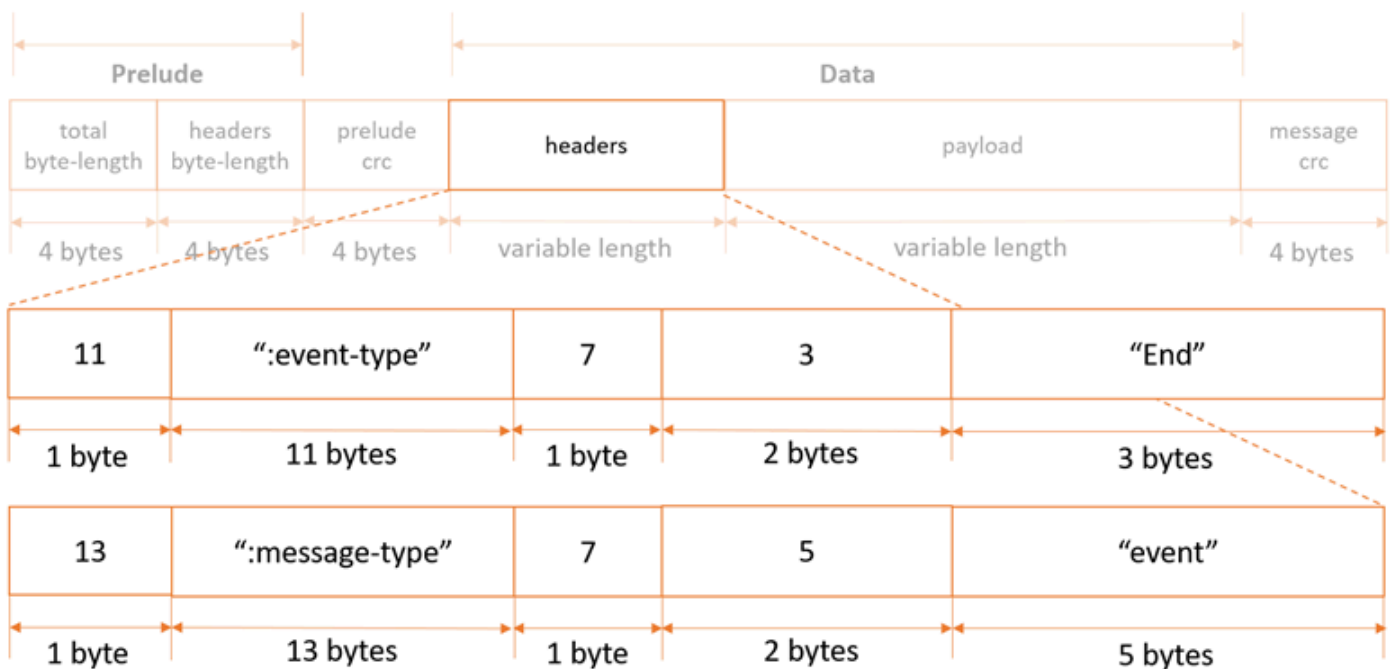 Prelude
Data
total
byte-length
headers
byte-length
prelude
crc
headers
payload
message
crc
4 bytes
4 bytes
4 bytes
variable length
variable length
4 bytes
11
“:event-type”
7
3
“End”
1 byte
11 bytes
1 byte
2 bytes
3 bytes
13
“:message-type”
7
5
“event”
1 byte
13 bytes
1 byte
2 bytes
5 bytes